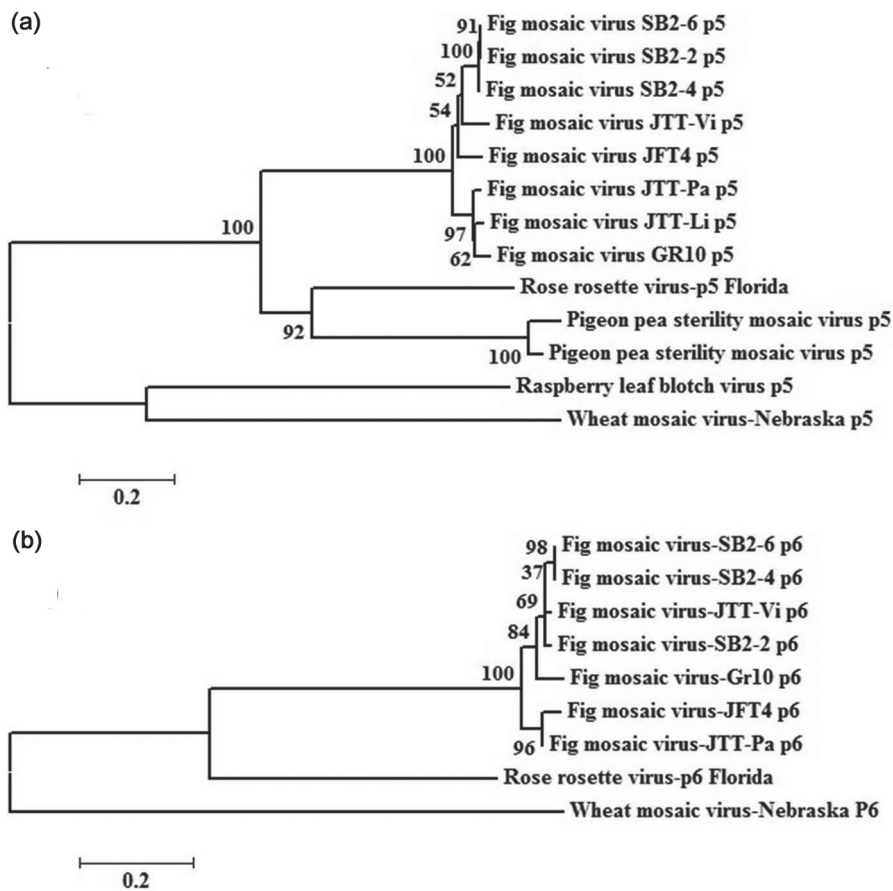 (a)
91
Fig mosaic virus SB2-6 p5
100
Fig mosaic virus SB2-2 p5
52
Fig mosaic virus SB2-4 p5
54
Fig mosaic virus JTT-Vi p5
100
Fig mosaic virus JFT4 p5
Fig mosaic virus JTT-Pa p5
100
97
Fig mosaic virus JTT-Li p5
62
Fig mosaic virus GR10 p5
Rose rosette virus-p5 Florida
92
Pigeon pea sterility mosaic virus p5
100
Pigeon pea sterility mosaic virus p5
Raspberry leaf blotch virus p5
Wheat mosaic virus-Nebraska p5
0.2
(b)
98
Fig mosaic virus-SB2-6 p6
37
Fig mosaic virus-SB2-4 p6
69
Fig mosaic virus-JTT-Vi p6
84
Fig mosaic virus-SB2-2 p6
100
Fig mosaic virus-Gr10 p6
Fig mosaic virus-JFT4 p6
96
Fig mosaic virus-JTT-Pa p6
Rose rosette virus-p6 Florida
Wheat mosaic virus-Nebraska P6
0.2